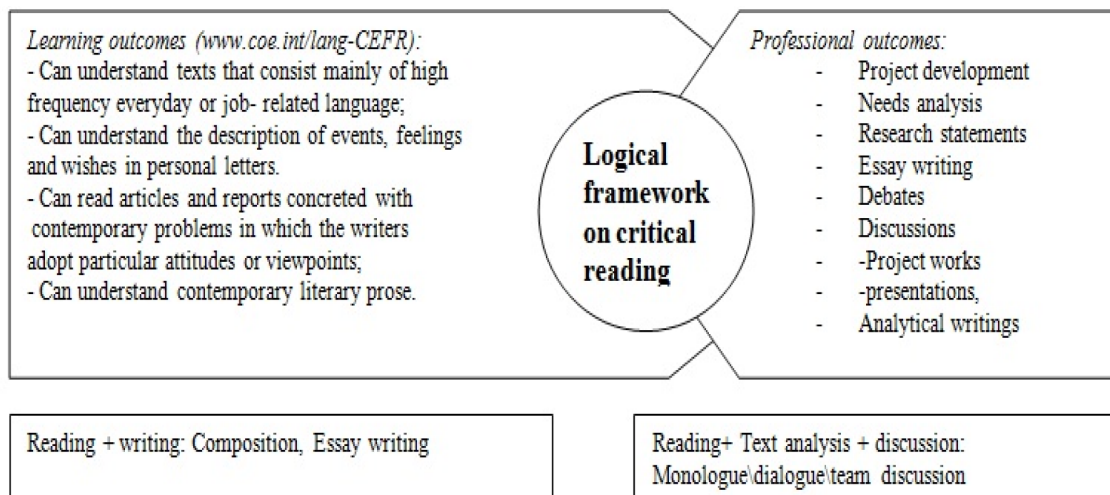 Learning outcomes (www.coe.int/lang-CEFR):
- Can understand texts that consist mainly of high
frequency everyday or job- related language;
- Can understand the description of events, feelings
and wishes in personal letters.
- Can read articles and reports concreted with
contemporary problems in which the writers
adopt particular attitudes or viewpoints;
- Can understand contemporary literary prose.
Logical
framework
on critical
reading
Professional outcomes:
- Project development
- Needs analysis
- Research statements
- Essay writing
- Debates
- Discussions
- -Project works
- -presentations,
- Analytical writings
Reading + writing: Composition, Essay writing
Reading+ Text analysis + discussion:
Monologue\dialogue\team discussion